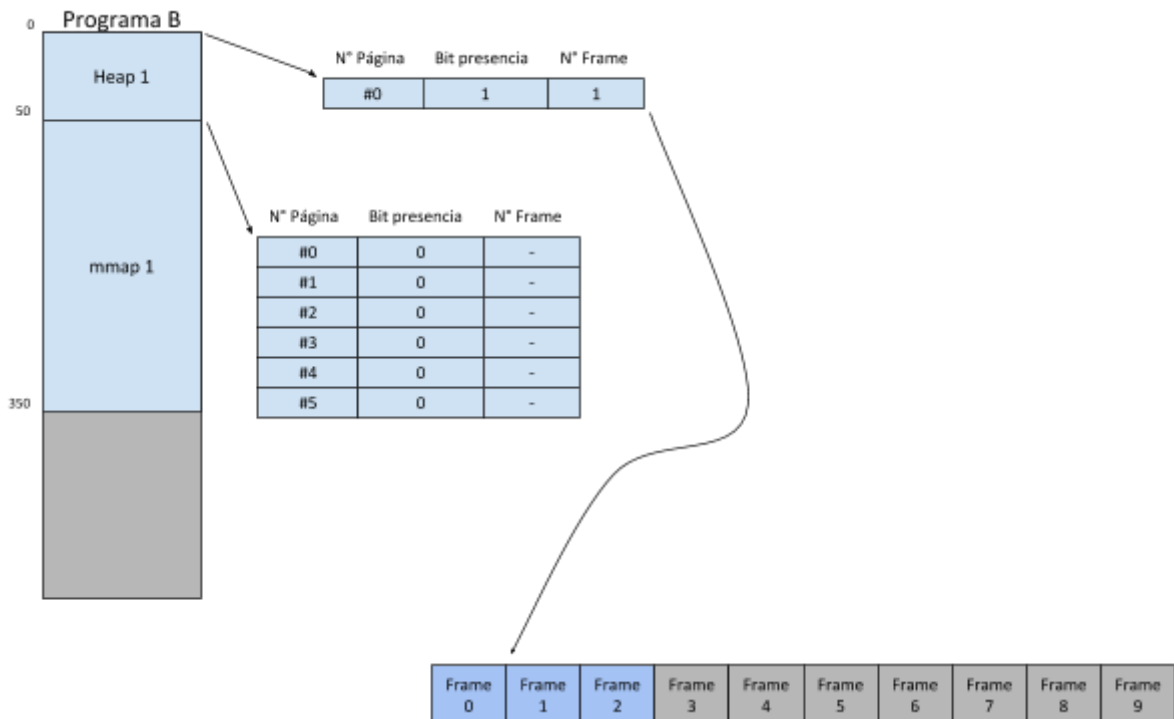 Programa B
0
Heap 1
50
mmap 1
350
N° Página Bit presencia N° Frame
#0 1 1
N° Página Bit presencia N° Frame
#0 0 -
#1 0 -
#2 0 -
#3 0 -
#4 0 -
#5 0 -
Frame 0
Frame 1
Frame 2
Frame 3
Frame 4
Frame 5
Frame 6
Frame 7
Frame 8
Frame 9